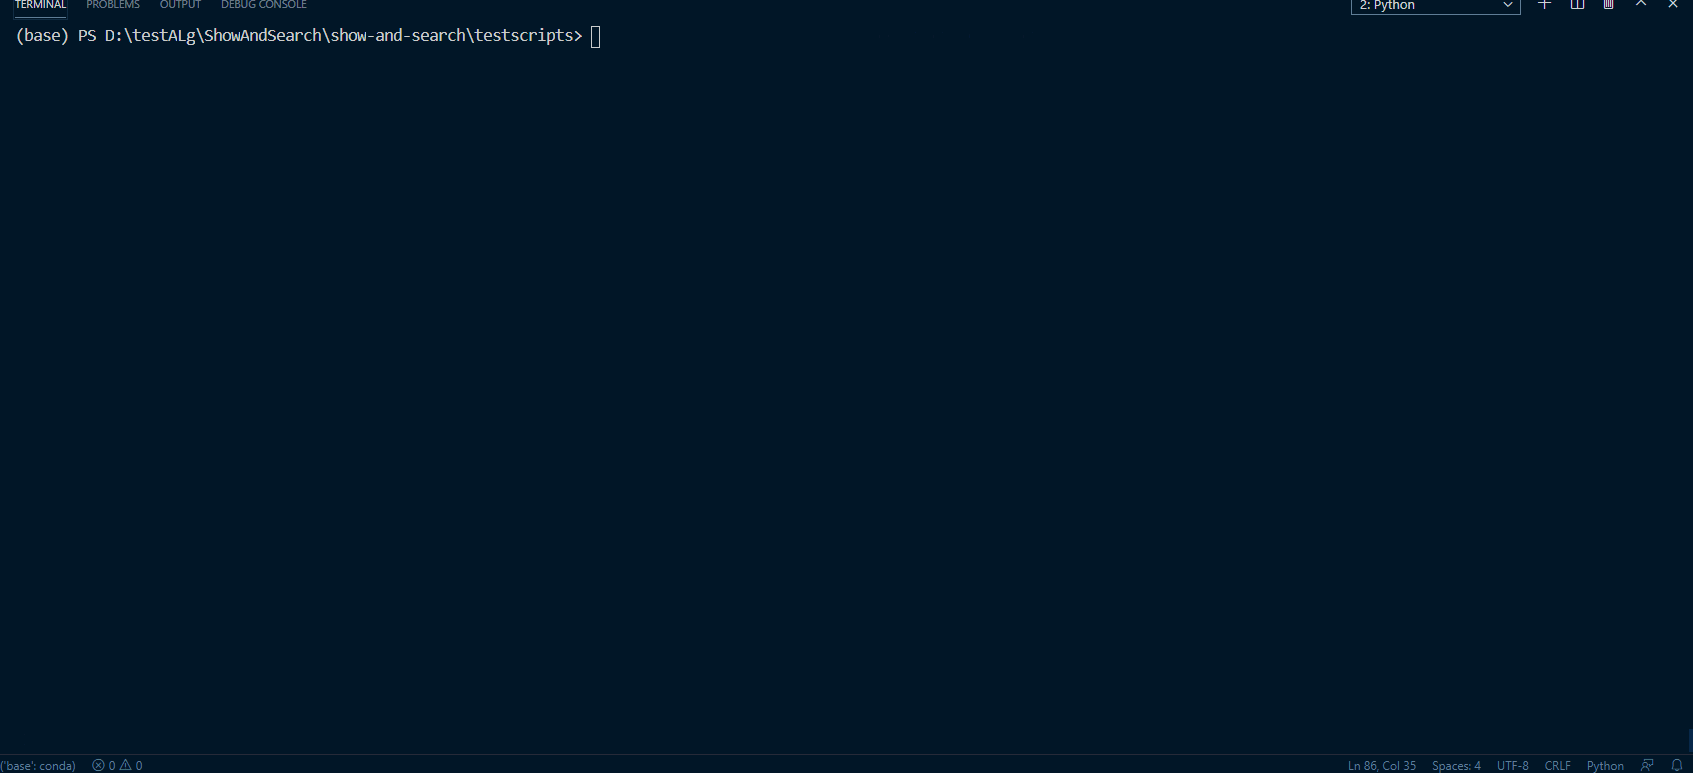 TERMINAL PROBLEMS OUTPUT DEBUG CONSOLE 2: Python
(base) PS D:\testALg\ShowAndSearch\show-and-search\testscripts>
('base': conda) 0 0 Ln 86, Col 35 Spaces: 4 UTF-8 CRLF Python